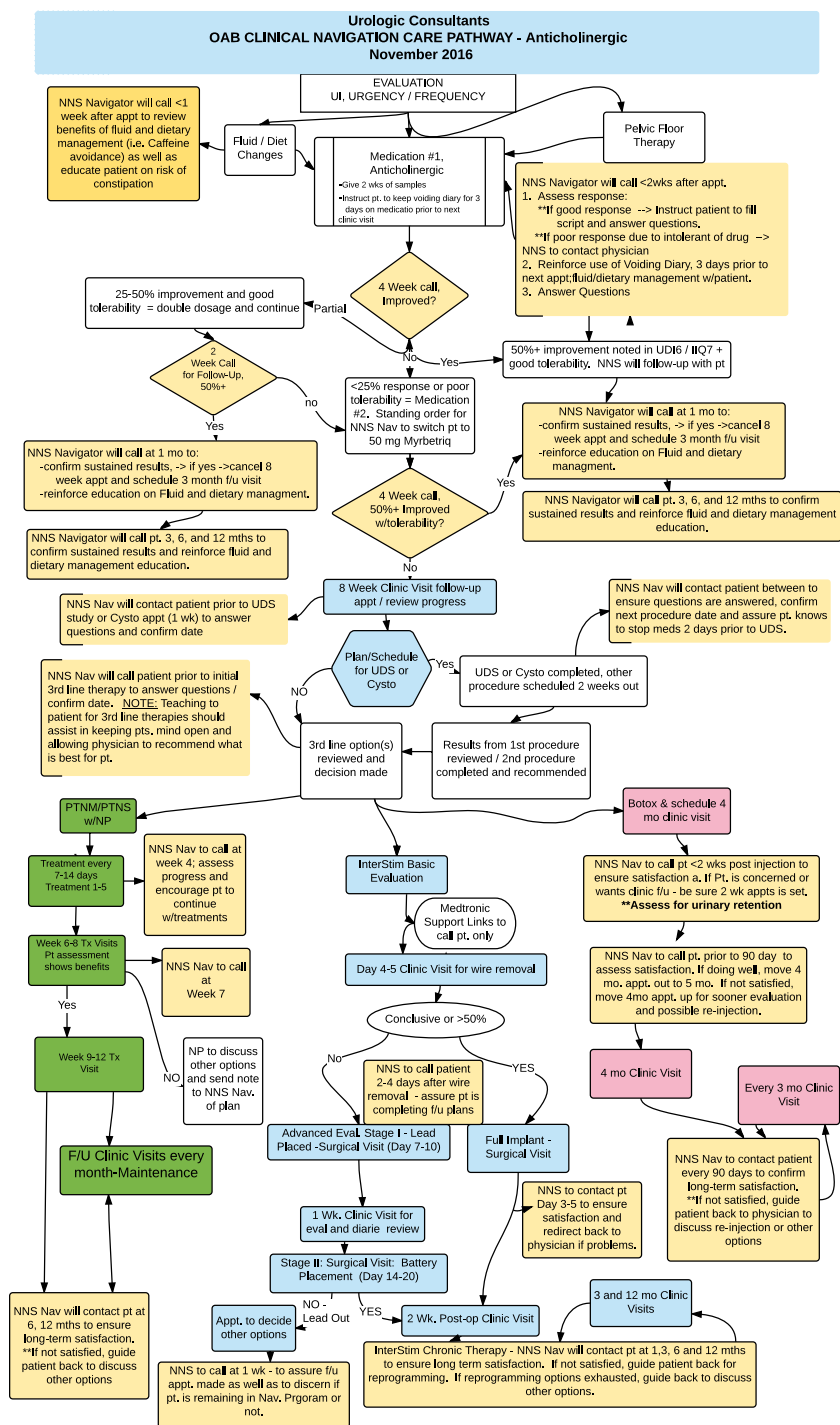 Urologic Consultants
OAB CLINICAL NAVIGATION CARE PATHWAY - Anticholinergic
November 2016
EVALUATION
UI, URGENCY / FREQUENCY
NNS Navigator will call <1
week after appt to review
benefits of fluid and dietary
management (i.e. Caffeine
avoidance) as well as
educate patient on risk of
constipation
Fluid / Diet
Changes
Pelvic Floor
Therapy
Medication #1,
Anticholinergic
-Give 2 wks of samples
-Instruct pt. to keep voiding diary for 3
days on medicatio prior to next
clinic visit
NNS Navigator will call <2wks after appt.
1. Assess response:
**If good response --> Instruct patient to fill
script and answer questions.
**If poor response due to intolerant of drug -->
NNS to contact physician
2. Reinforce use of Voiding Diary, 3 days prior to
next appt;fluid/dietary management w/patient.
3. Answer Questions
4 Week call,
Improved?
25-50% improvement and good
tolerability = double dosage and continue
Partial
No
Yes
50%+ improvement noted in UDI6 / IIQ7 +
good tolerability. NNS will follow-up with pt
2
Week Call
for Follow-Up,
50%+
no
Yes
<25% response or poor
tolerability = Medication
#2. Standing order for
NNS Nav to switch pt to
50 mg Myrbetriq
NNS Navigator will call at 1 mo to:
-confirm sustained results, -> if yes ->cancel 8
week appt and schedule 3 month f/u visit
-reinforce education on Fluid and dietary
managment.
NNS Navigator will call at 1 mo to:
-confirm sustained results, -> if yes ->cancel 8
week appt and schedule 3 month f/u visit
-reinforce education on Fluid and dietary managment.
4 Week call,
50%+ Improved
w/tolerability?
Yes
No
NNS Navigator will call pt. 3, 6, and 12 mths to confirm
sustained results and reinforce fluid and dietary management
education.
NNS Navigator will call pt. 3, 6, and 12 mths to
confirm sustained results and reinforce fluid and
dietary management education.
8 Week Clinic Visit follow-up
appt / review progress
NNS Nav will contact patient prior to UDS
study or Cysto appt (1 wk) to answer
questions and confirm date
NNS Nav will contact patient between to
ensure questions are answered, confirm
next procedure date and assure pt. knows
to stop meds 2 days prior to UDS.
Plan/Schedule
for UDS or
Cysto
Yes
NO
UDS or Cysto completed, other
procedure scheduled 2 weeks out
NNS Nav will call patient prior to initial
3rd line therapy to answer questions /
confirm date. NOTE: Teaching to
patient for 3rd line therapies should
assist in keeping pts. mind open and
allowing physician to recommend what
is best for pt.
3rd line option(s)
reviewed and
decision made
Results from 1st procedure
reviewed / 2nd procedure
completed and recommended
PTNM/PTNS
w/NP
Botox & schedule 4
mo clinic visit
Treatment every
7-14 days
Treatment 1-5
NNS Nav to call at
week 4; assess
progress and
encourage pt to
continue
w/treatments
InterStim Basic
Evaluation
NNS Nav to call pt <2 wks post injection to
ensure satisfaction a. If Pt. is concerned or
wants clinic f/u - be sure 2 wk appts is set.
**Assess for urinary retention
Medtronic
Support Links to
call pt. only
Week 6-8 Tx Visits
Pt assessment
shows benefits
NNS Nav to call
at
Week 7
Day 4-5 Clinic Visit for wire removal
NNS Nav to call pt. prior to 90 day to
assess satisfaction. If doing well, move 4
mo. appt. out to 5 mo. If not satisfied,
move 4mo appt. up for sooner evaluation
and possible re-injection.
Yes
Conclusive or >50%
Week 9-12 Tx
Visit
NO
NP to discuss
other options
and send note
to NNS Nav.
of plan
No
YES
NNS to call patient
2-4 days after wire
removal - assure pt is
completing f/u plans
4 mo Clinic Visit
Every 3 mo Clinic
Visit
F/U Clinic Visits every
month-Maintenance
Advanced Eval. Stage I - Lead
Placed -Surgical Visit (Day 7-10)
Full Implant -
Surgical Visit
NNS Nav to contact patient
every 90 days to confirm
long-term satisfaction.
**If not satisfied, guide
patient back to physician to
discuss re-injection or other
options
1 Wk. Clinic Visit for
eval and diarie review
NNS to contact pt
Day 3-5 to ensure
satisfaction and
redirect back to
physician if problems.
Stage II: Surgical Visit: Battery
Placement (Day 14-20)
NO -
Lead Out
YES
3 and 12 mo Clinic
Visits
NNS Nav will contact pt at
6, 12 mths to ensure
long-term satisfaction.
**If not satisfied, guide
patient back to discuss
other options
Appt. to decide
other options
2 Wk. Post-op Clinic Visit
InterStim Chronic Therapy - NNS Nav will contact pt at 1,3, 6 and 12 mths
to ensure long term satisfaction. If not satisfied, guide patient back for
reprogramming. If reprogramming options exhausted, guide back to discuss
other options.
NNS to call at 1 wk - to assure f/u
appt. made as well as to discern if
pt. is remaining in Nav. Prgoram or
not.